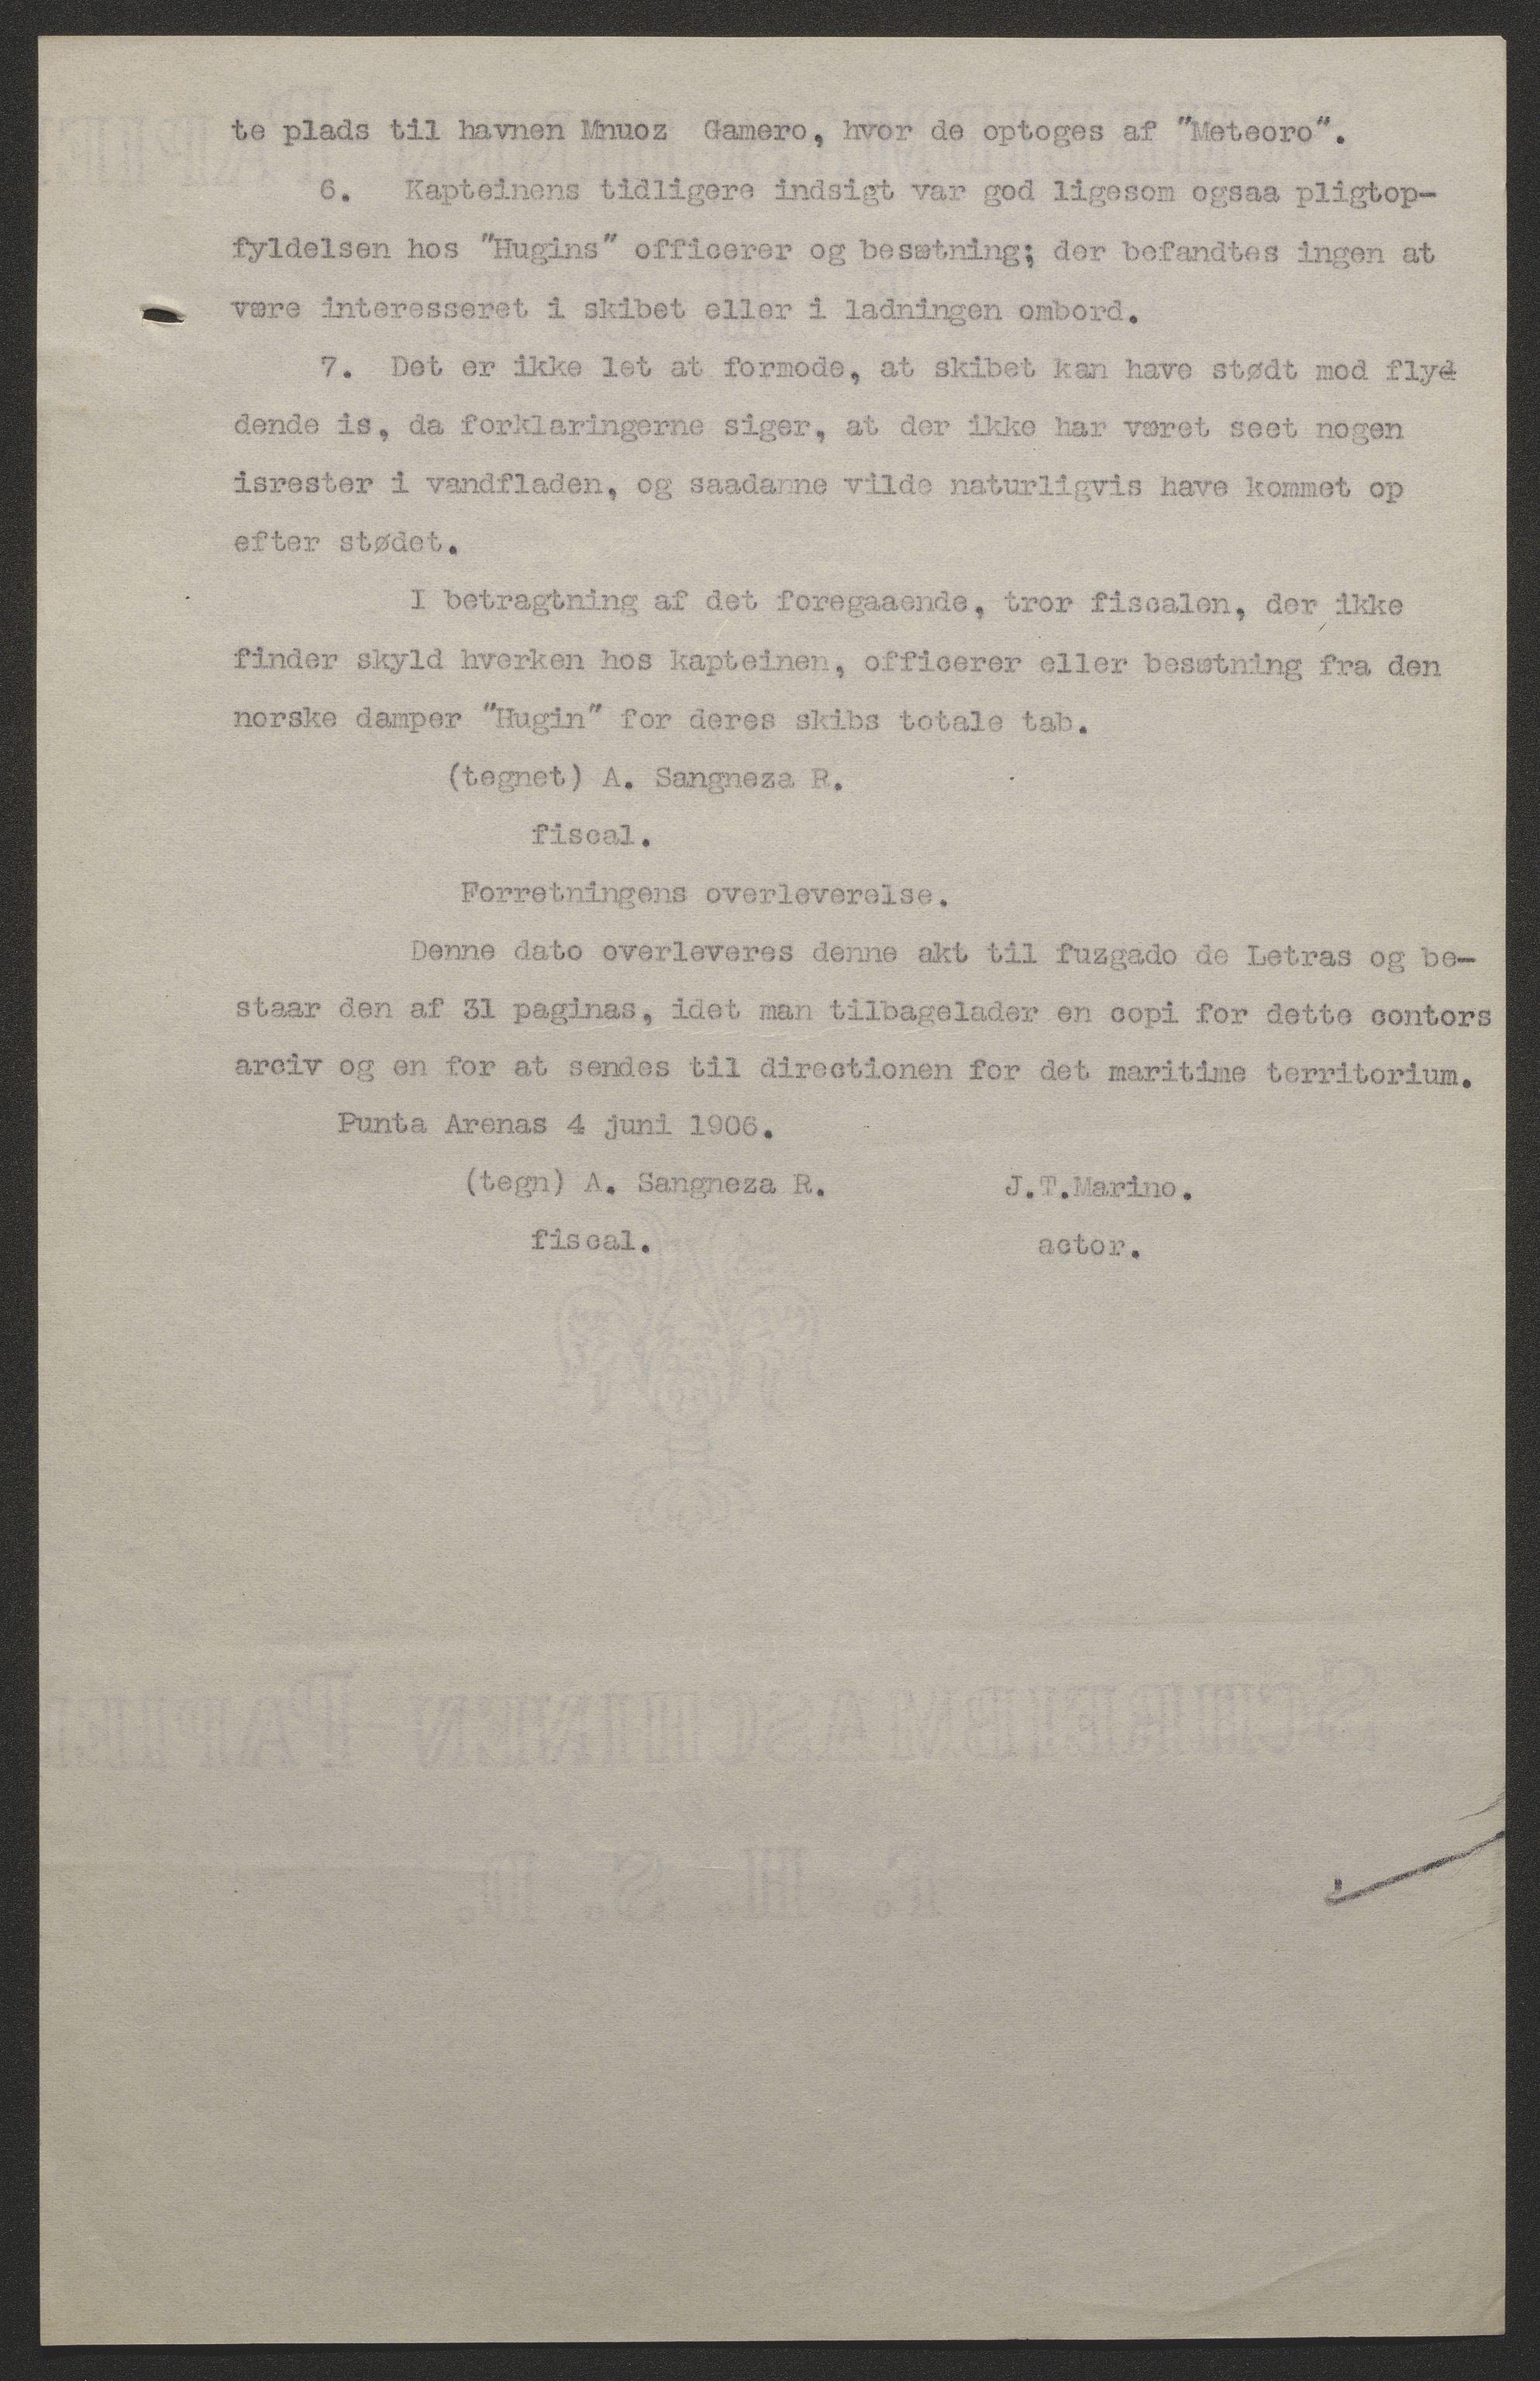 te plads til havnen Mnuoz Gamero, hvor de optoges af "Meteoro".
6. Kapteinens tidligere indsigt var god ligesom ogsaa pligtop-
fyldelsen hos "Hugins" officerer og besætning; der befandtes ingen at
være interesseret i skibet eller i ladningen ombord.
7. Det er ikke let at formode, at skibet kan have stødt mod flyd
dende is, da forklaringerne siger, at der ikke har været seet nogen
isrester i vandfladen, og saadanne vilde naturligvis have kommet op
efter stødet.
I betragtning af det foregaaende, tror fiscalen, der ikke
finder skyld hverken hos kapteinen, officerer eller besætning fra den
norske damper "Hugin" for deres skibs totale tab.
(tegnet) A. Sangneza R.
fiscal.
Forretningens overleverelse.
Denne dato overleveres denne akt til fuzgado de Letras og be-
staar den af 31 paginas, idet man tilbagelader en copi for dette contors
arciv og en for at sendes til directionen for det maritime territorium.
Punta Arenas 4 juni 1906.
(tegn) A. Sangneza R. J.T.Marino.
fiscal. actor.
SCHREIBMASCHINEN PAPIER